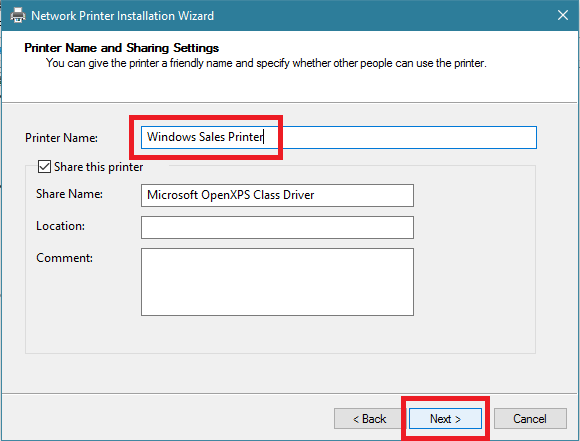 Network Printer Installation Wizard
Printer Name and Sharing Settings
You can give the printer a friendly name and specify whether other people can use the printer.
Printer Name: Windows Sales Printer
Share this printer
Share Name: Microsoft OpenXPS Class Driver
Location:
Comment:
< Back Next > Cancel